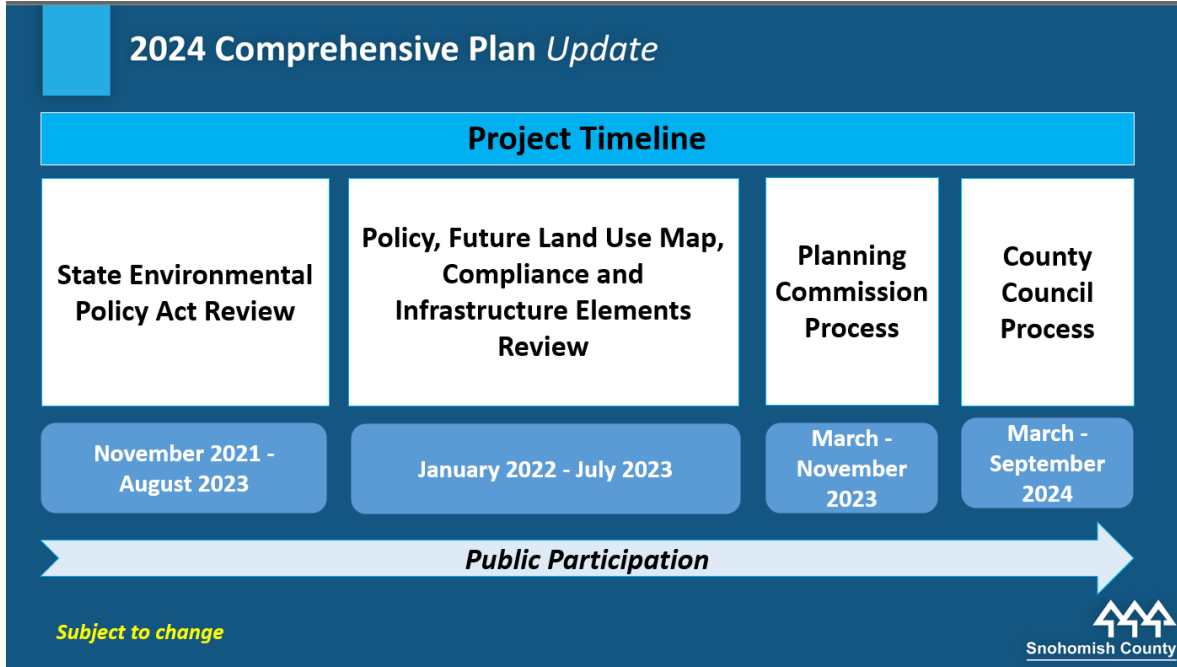 2024 Comprehensive Plan Update
Project Timeline
State Environmental
Policy Act Review
Policy, Future Land Use Map,
Compliance and
Infrastructure Elements
Review
Planning
Commission
Process
County
Council
Process
November 2021 -
August 2023
January 2022 - July 2023
March -
November
2023
March -
September
2024
Public Participation
Subject to change
Snohomish County